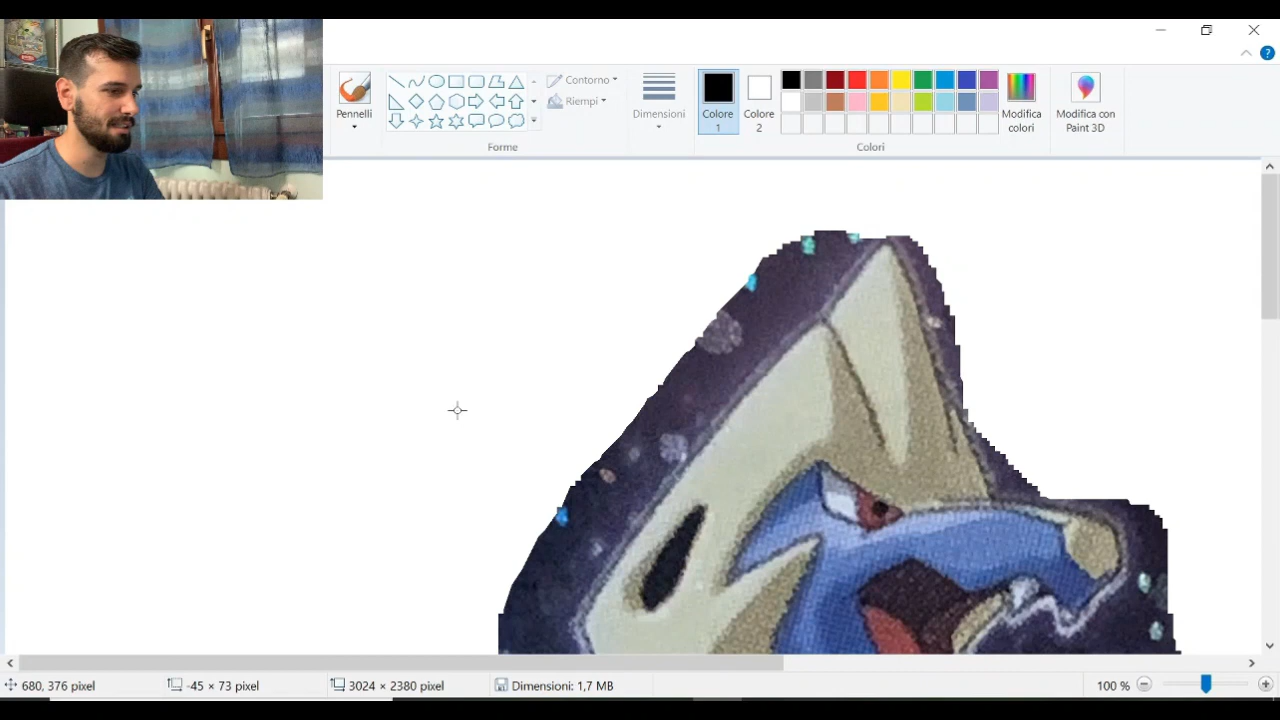 Pennelli
Contorno
Riempi
Forme
Dimensioni
Colore 1
Colore 2
Colori
Modifica colori
Modifica con Paint 3D
680, 376 pixel
-45 × 73 pixel
3024 × 2380 pixel
Dimensioni: 1,7 MB
100 %